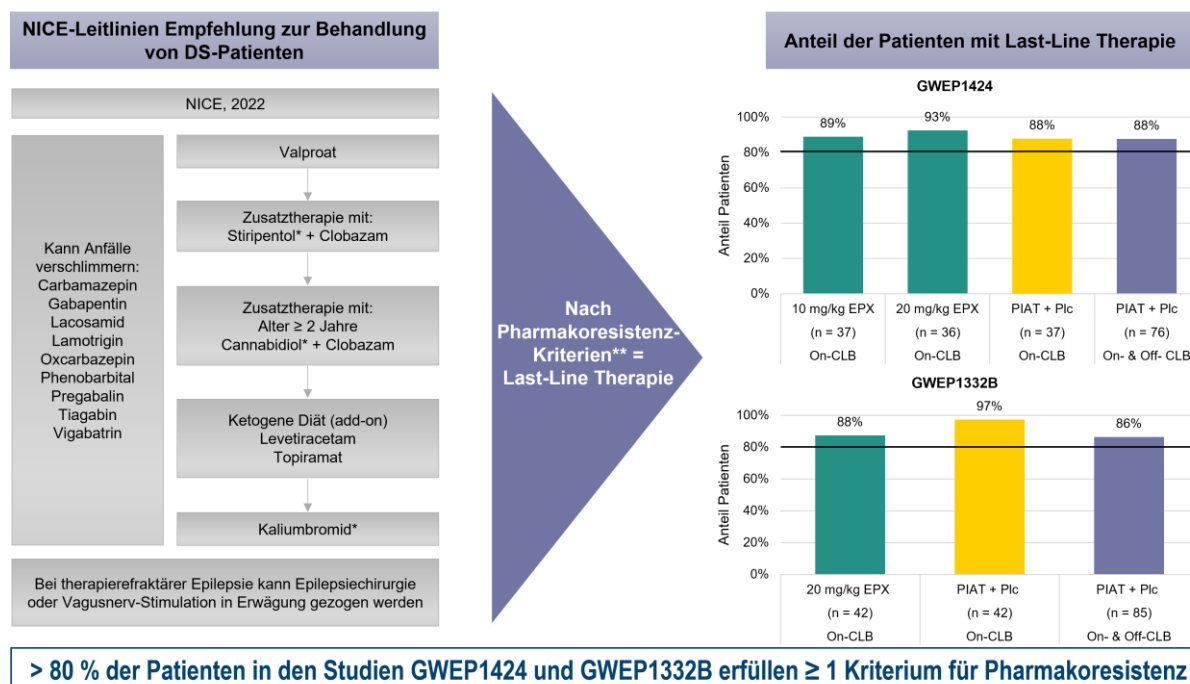 NICE-Leitlinien Empfehlung zur Behandlung
von DS-Patienten
NICE, 2022
Kann Anfälle
verschlimmern:
Carbamazepin
Gabapentin
Lacosamid
Lamotrigin
Oxcarbazepin
Phenobarbital
Pregabalin
Tiagabin
Vigabatrin
Valproat
Zusatztherapie mit:
Stiripentol* + Clobazam
Zusatztherapie mit:
Alter ≥ 2 Jahre
Cannabidiol* + Clobazam
Ketogene Diät (add-on)
Levetiracetam
Topiramat
Kaliumbromid*
Bei therapierefraktärer Epilepsie kann Epilepsiechirurgie
oder Vagusnerv-Stimulation in Erwägung gezogen werden
Nach
Pharmakoresistenz-
Kriterien** =
Last-Line Therapie
Anteil der Patienten mit Last-Line Therapie
GWEP1424
Anteil Patienten
100%
80%
60%
40%
20%
0%
89%
93%
88%
88%
10 mg/kg EPX
(n = 37)
On-CLB
20 mg/kg EPX
(n = 36)
On-CLB
PIAT + Plc
(n = 37)
On-CLB
PIAT + Plc
(n = 76)
On- & Off- CLB
GWEP1332B
Anteil Patienten
100%
80%
60%
40%
20%
0%
88%
97%
86%
20 mg/kg EPX
(n = 42)
On-CLB
PIAT + Plc
(n = 42)
On-CLB
PIAT + Plc
(n = 85)
On- & Off-CLB
> 80 % der Patienten in den Studien GWEP1424 und GWEP1332B erfüllen ≥ 1 Kriterium für Pharmakoresistenz